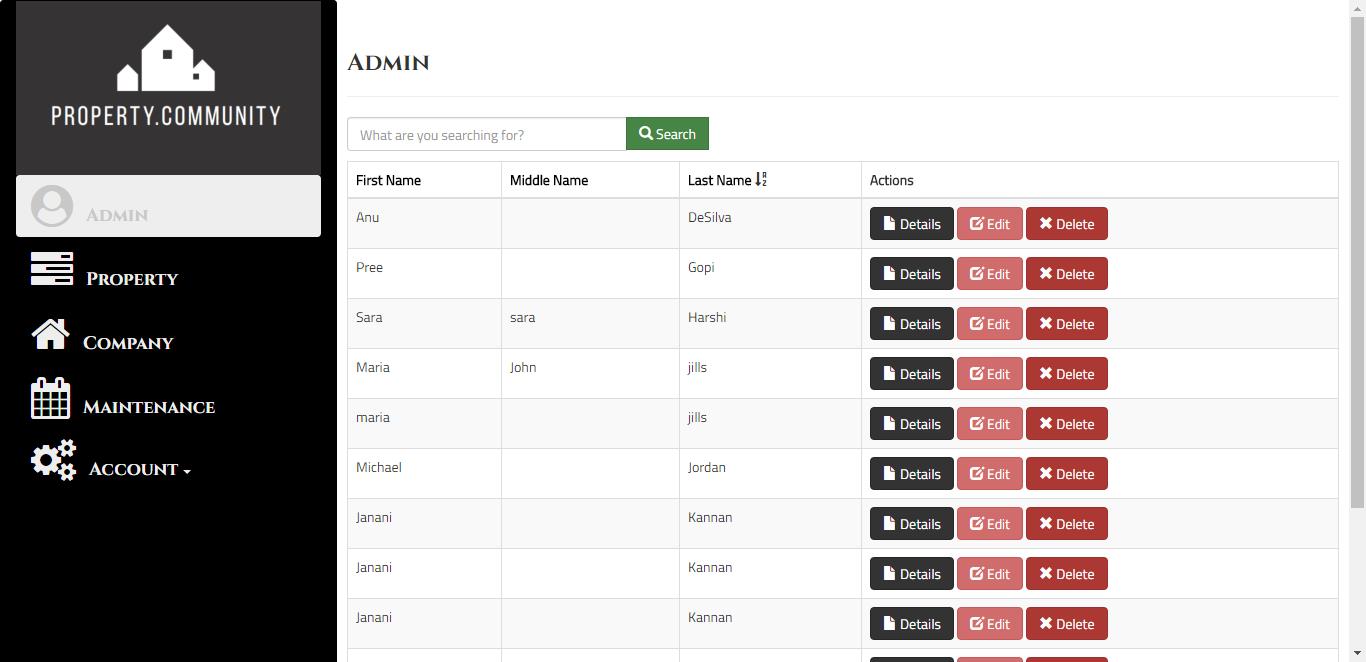 PROPERTY.COMMUNITY
Admin
Property
Company
Maintenance
Account
Admin
What are you searching for?
Search
First Name Middle Name Last Name Actions
Anu DeSilva Details Edit Delete
Pree Gopi Details Edit Delete
Sara sara Harshi Details Edit Delete
Maria John jills Details Edit Delete
maria jills Details Edit Delete
Michael Jordan Details Edit Delete
Janani Kannan Details Edit Delete
Janani Kannan Details Edit Delete
Janani Kannan Details Edit Delete